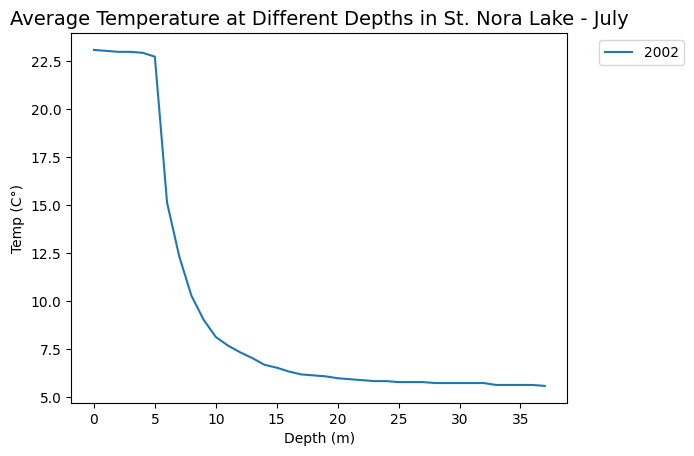 Average Temperature at Different Depths in St. Nora Lake - July
2002
22.5
20.0
17.5
15.0
12.5
10.0
7.5
5.0
Temp (C°)
0 5 10 15 20 25 30 35
Depth (m)